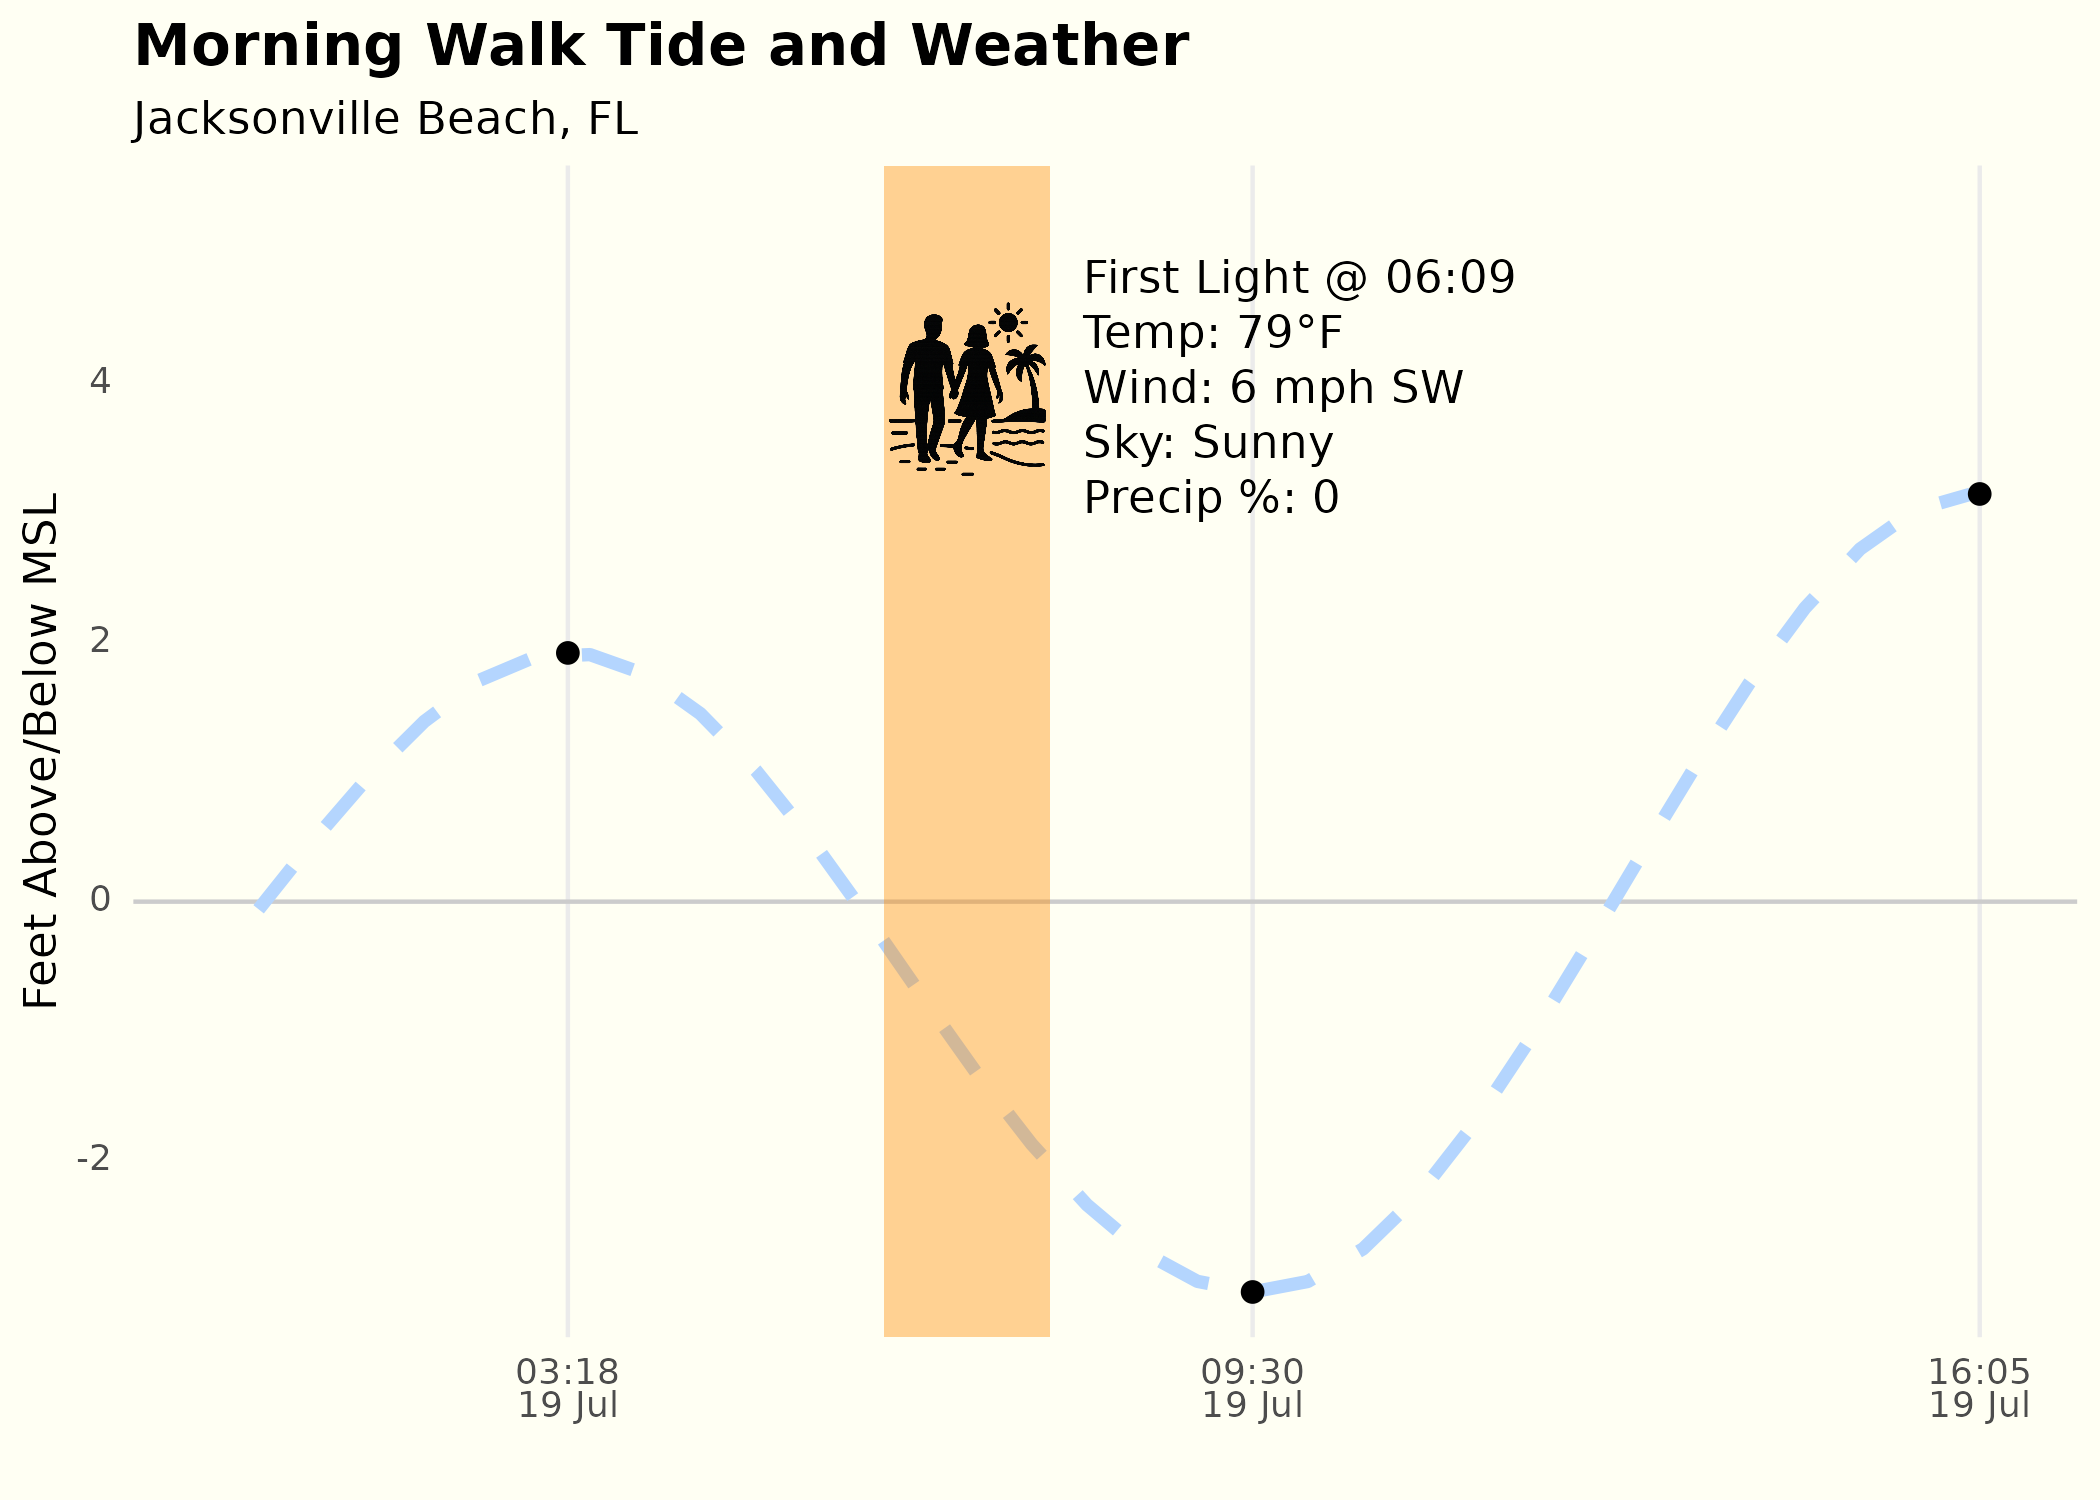 Morning Walk Tide and Weather
Jacksonville Beach, FL
First Light @ 06:09
Temp: 79°F
Wind: 6 mph SW
Sky: Sunny
Precip %: 0
Feet Above/Below MSL
4
2
0
-2
03:18
19 Jul
09:30
19 Jul
16:05
19 Jul